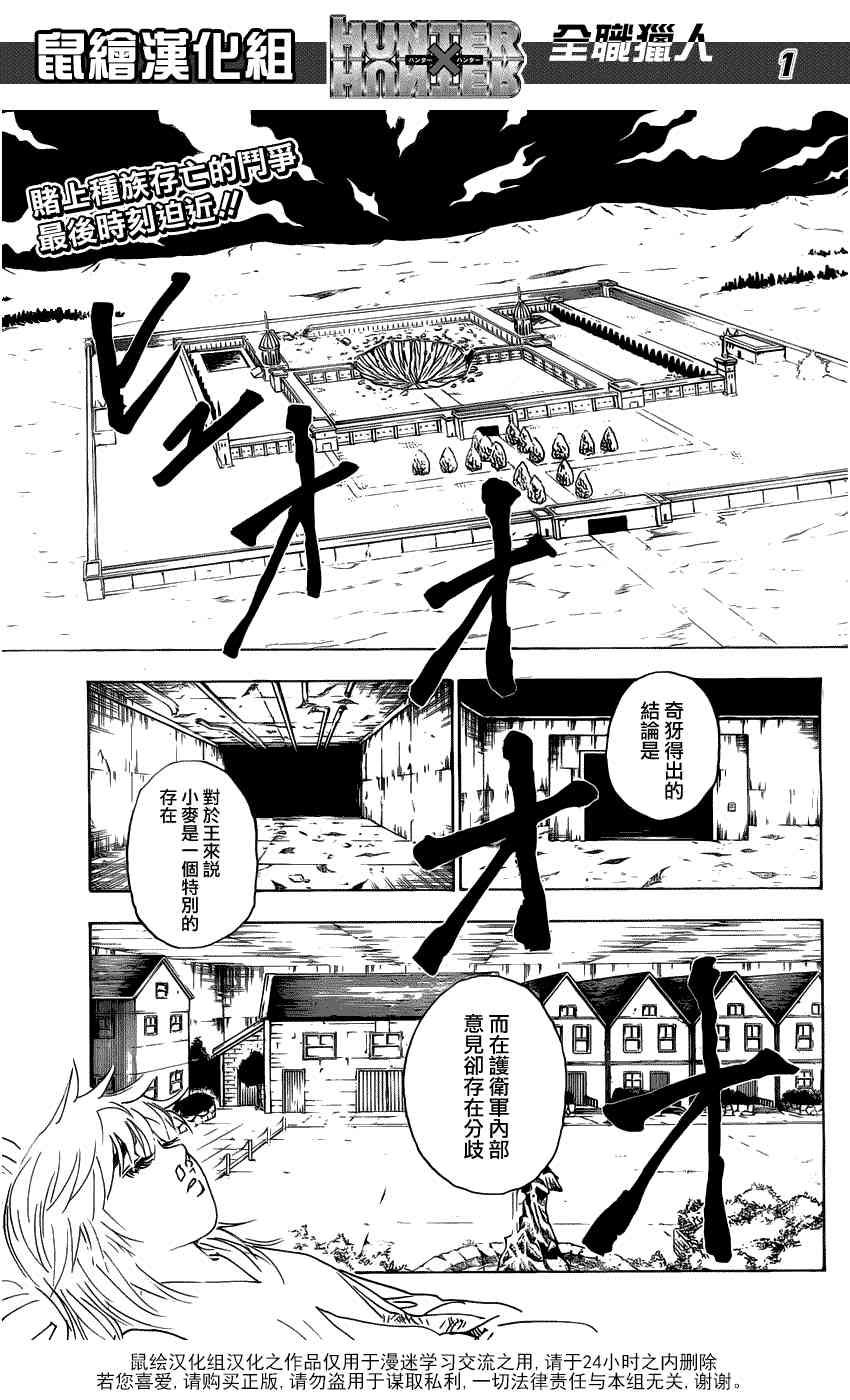 鼠繪漢化組
HUNTER×HUNTER
ハンター×ハンター
全職獵人
1
賭上種族存亡的鬥爭
最後時刻迫近!!
ヒュオオオオ
奇犽得出的
結論是
對於王來說
小麥是一個特別的
存在
而在護衛軍內部
意見卻存在分歧
鼠绘汉化组汉化之作品仅用于漫迷学习交流之用, 请于24小时之内删除
若您喜爱, 请购买正版, 请勿盗用于谋取私利, 一切法律责任与本组无关, 谢谢。